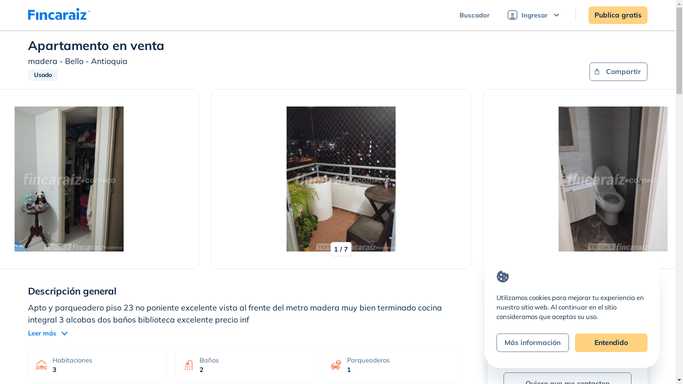 Fincaraiz
Buscador
Ingresar
Publica gratis
Apartamento en venta
madera - Bello - Antioquia
Usado
Compartir
fincaraíz
fincaraíz
fincaraíz
fincaraíz
1 / 7
Descripción general
Apto y parqueadero piso 23 no poniente excelente vista al frente del metro madera muy bien terminado cocina
integral 3 alcobas dos baños biblioteca excelente precio inf
Leer más
Habitaciones
3
Baños
2
Parqueaderos
1
Utilizamos cookies para mejorar tu experiencia en
nuestro sitio web. Al continuar en el sitio
consideramos que aceptas su uso.
Más información
Entendido
Quiero que me contacten